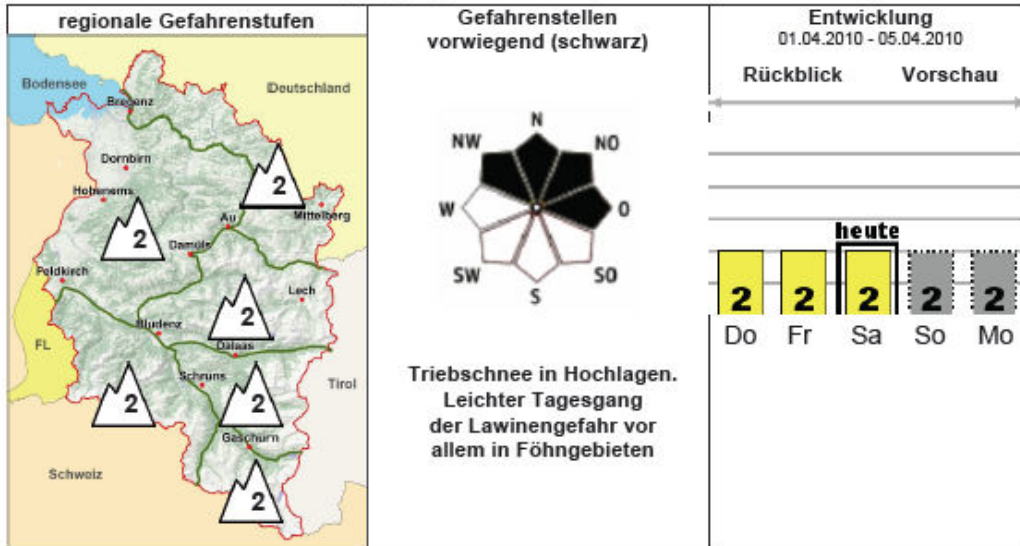 regionale Gefahrenstufen
Bodensee
Deutschland
Bregenz
Dornbirn
2
Hohenems
Mittelberg
2
Au
Damüls
Feldkirch
Lech
2
Bludenz
FL
Dalaas
Schruns
Tirol
2
2
Gaschurn
Schweiz
2
Gefahrenstellen
vorwiegend (schwarz)
N
NW
NO
W
O
SW
SO
S
Triebschnee in Hochlagen.
Leichter Tagesgang
der Lawinengefahr vor
allem in Föhngebieten
Entwicklung
01.04.2010 - 05.04.2010
Rückblick Vorschau
heute
2 2 2 2 2
Do Fr Sa So Mo